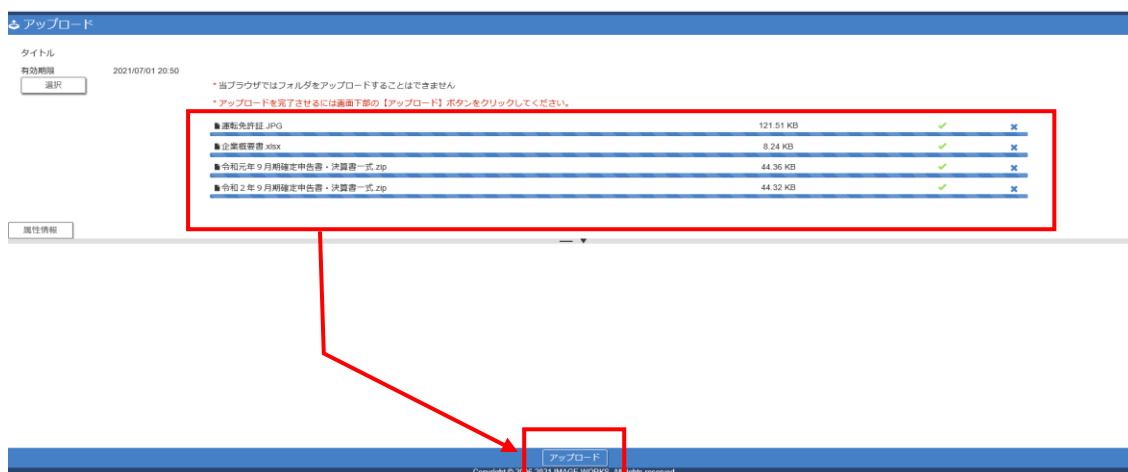 アップロード
タイトル
有効期限 2021/07/01 20:50
選択
*当ブラウザではフォルダをアップロードすることはできません
*アップロードを完了させるには画面下部の【アップロード】ボタンをクリックしてください。
運転免許証.JPG 121.51 KB
企業概要書.xlsx 8.24 KB
令和元年9月期確定申告書・決算書一式.zip 44.36 KB
令和2年9月期確定申告書・決算書一式.zip 44.32 KB
属性情報
アップロード
Copyright © 2021 IMAGE WORKS. All rights reserved.